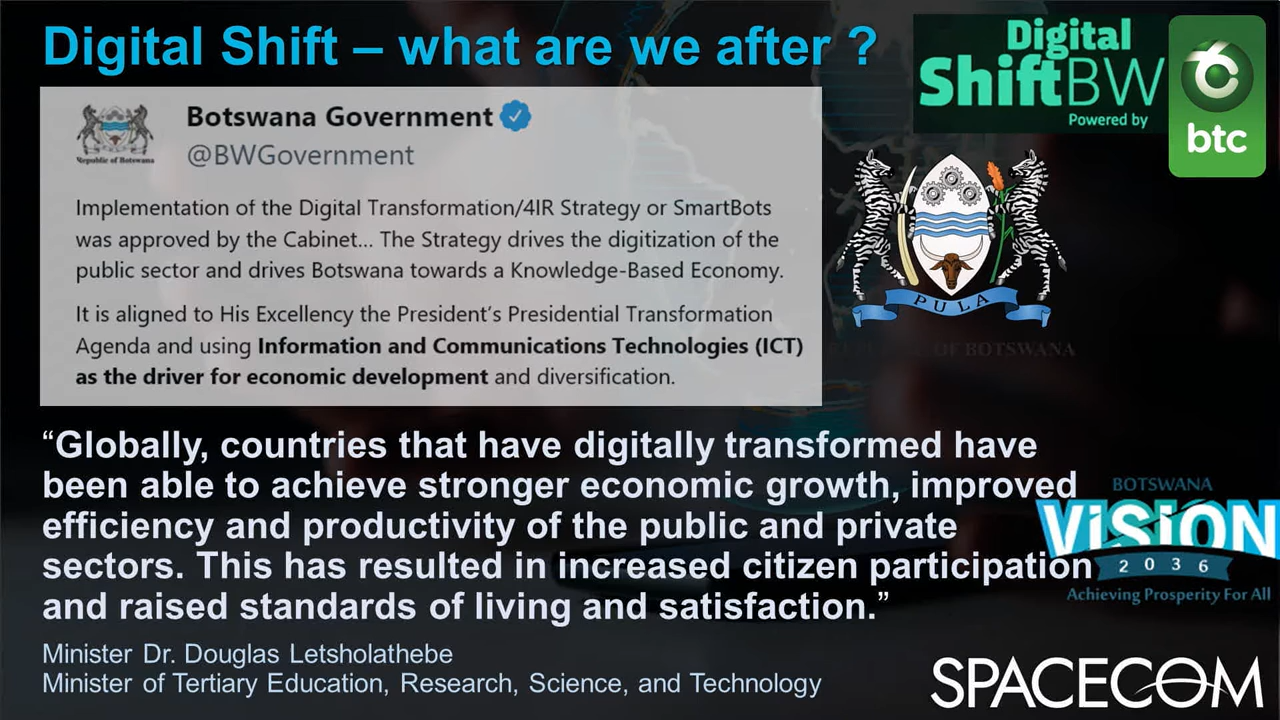 Digital Shift – what are we after ?
Digital
ShiftBW
Powered by
btc
Botswana Government
@BWGovernment
Republic of Botswana
Implementation of the Digital Transformation/4IR Strategy or SmartBots
was approved by the Cabinet... The Strategy drives the digitization of the
public sector and drives Botswana towards a Knowledge-Based Economy.
It is aligned to His Excellency the President's Presidential Transformation
Agenda and using Information and Communications Technologies (ICT)
as the driver for economic development and diversification.
PULA
REPUBLIC OF BOTSWANA
“Globally, countries that have digitally transformed have
been able to achieve stronger economic growth, improved
efficiency and productivity of the public and private
sectors. This has resulted in increased citizen participation
and raised standards of living and satisfaction.”
BOTSWANA
ViSiON
2036
Achieving Prosperity For All
Minister Dr. Douglas Letsholathebe
Minister of Tertiary Education, Research, Science, and Technology
SPACECOM